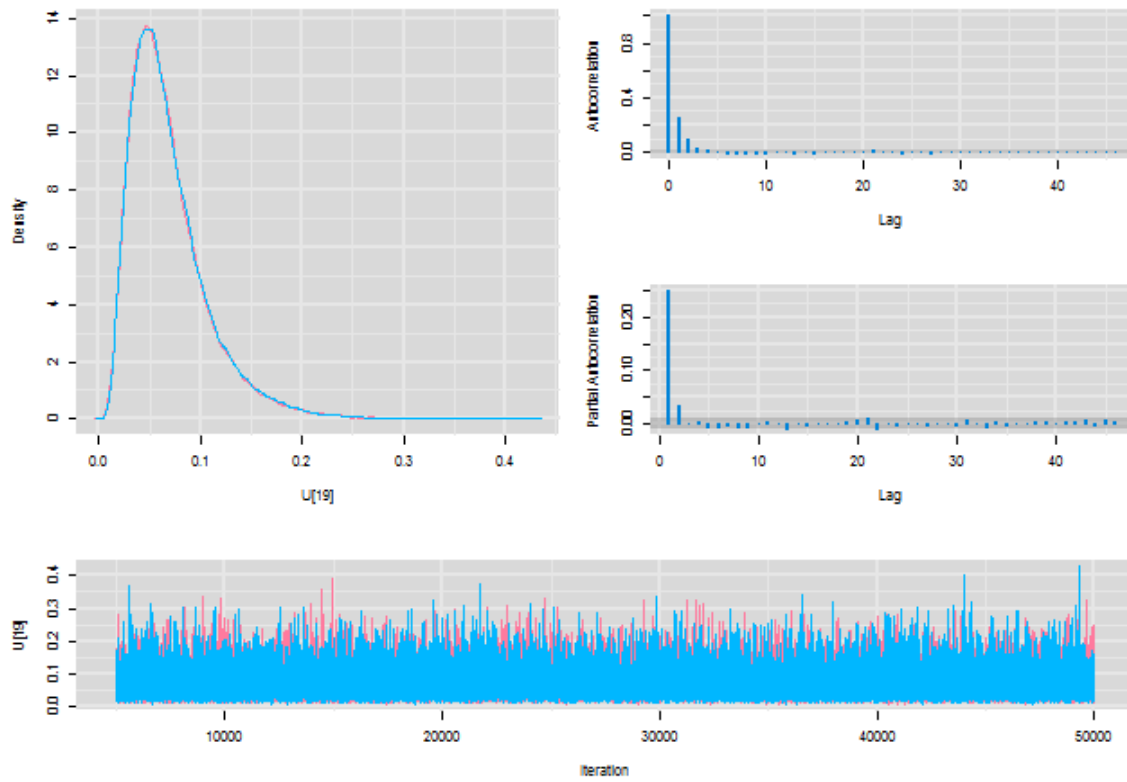 14
12
10
8
6
4
2
0
Density
0.0 0.1 0.2 0.3 0.4
U[19]
0.8
0.4
0.0
Autocorrelation
0 10 20 30 40
Lag
0.20
0.10
0.00
Partial Autocorrelation
0 10 20 30 40
Lag
0.4
0.3
0.2
0.1
0.0
U[19]
10000 20000 30000 40000 50000
Iteration